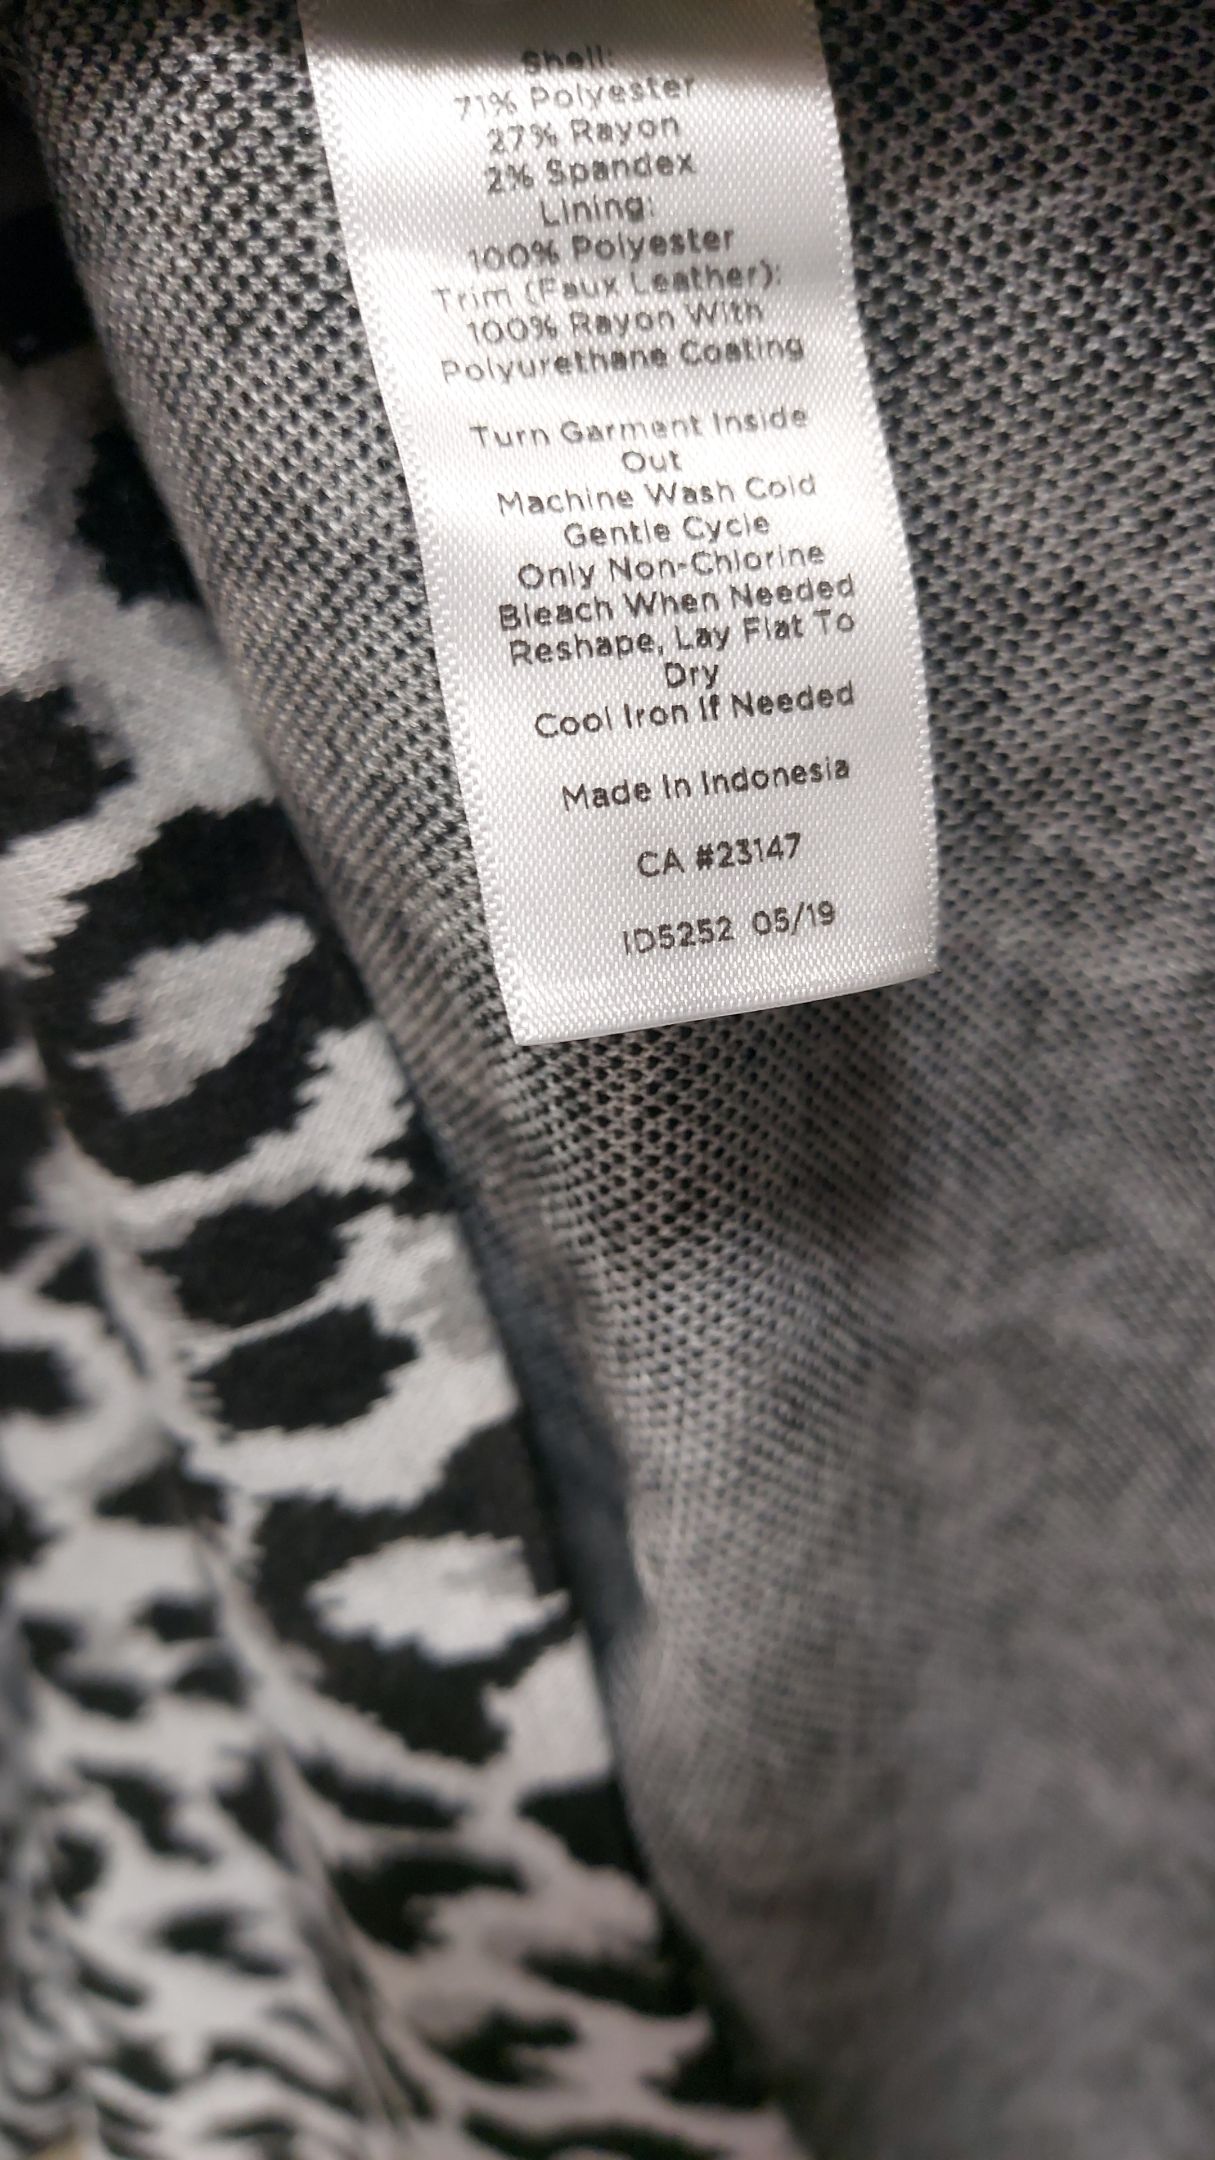 Shell:
71% Polyester
27% Rayon
2% Spandex
Lining:
100% Polyester
Trim (Faux Leather):
100% Rayon With
Polyurethane Coating
Turn Garment Inside
Out
Machine Wash Cold
Gentle Cycle
Only Non-Chlorine
Bleach When Needed
Reshape, Lay Flat To
Dry
Cool Iron If Needed
Made In Indonesia
CA #23147
ID5252 05/19